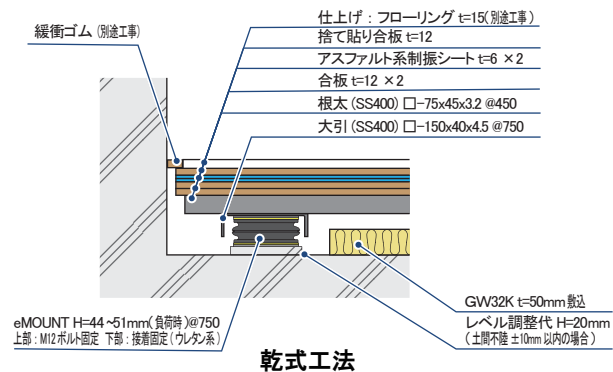 仕上げ：フローリング t=15(別途工事)
緩衝ゴム (別途工事)
捨て貼り合板 t=12
アスファルト系制振シート t=6 ×2
合板 t=12 ×2
根太 (SS400) □-75x45x3.2 @450
大引 (SS400) □-150x40x4.5 @750
GW32K t=50mm 敷込
eMOUNT H=44~51mm(負荷時)@750
レベル調整代 H=20mm
上部：M12ボルト固定 下部：接着固定(ウレタン系)
(土間不陸 ±10mm 以内の場合)
乾式工法